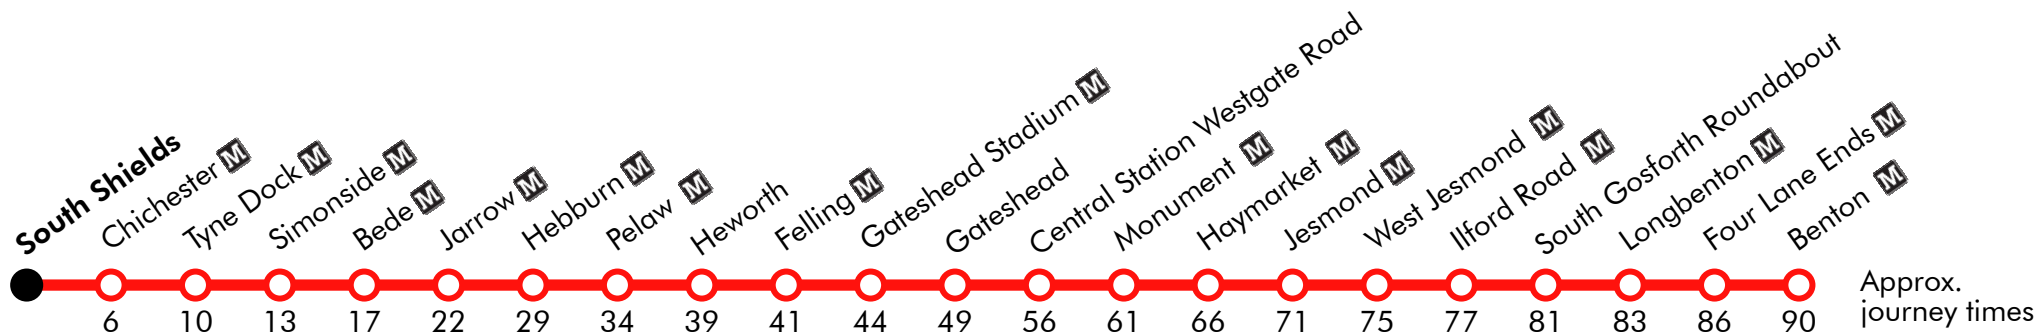 South Shields
Chichester M
Tyne Dock M
Simonside M
Bede M
Jarrow M
Hebburn M
Pelaw M
Heworth
Felling M
Gateshead Stadium M
Gateshead
Central Station Westgate Road
Monument M
Haymarket M
Jesmond M
West Jesmond M
Ilford Road M
South Gosforth Roundabout
Longbenton M
Four Lane Ends M
Benton M
6 10 13 17 22 29 34 39 41 44 49 56 61 66 71 75 77 81 83 86 90
Approx.
journey times